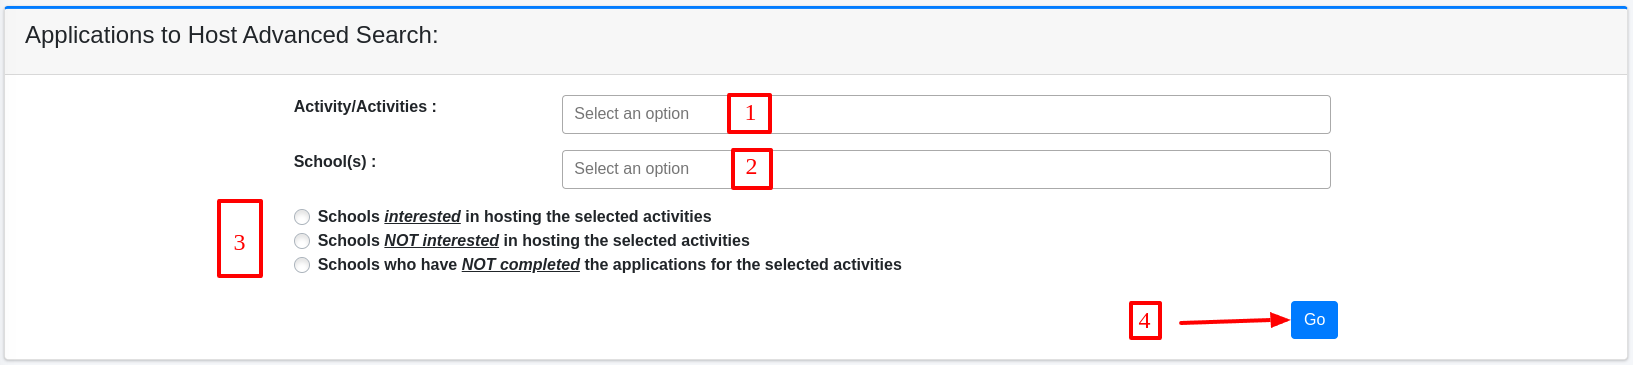 Applications to Host Advanced Search:
Activity/Activities :
Select an option 1
School(s) :
Select an option 2
3
Schools interested in hosting the selected activities
Schools NOT interested in hosting the selected activities
Schools who have NOT completed the applications for the selected activities
4
Go